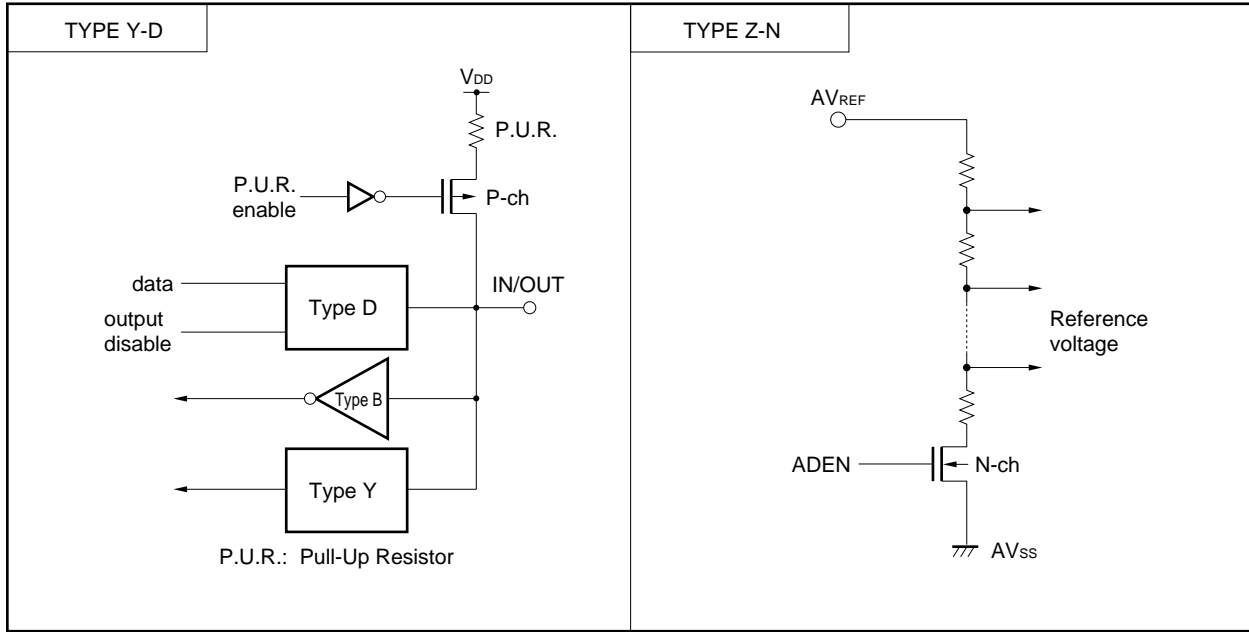 TYPE Y-D
VDD
P.U.R.
P.U.R.
enable
P-ch
data
output
disable
Type D
IN/OUT
Type B
Type Y
P.U.R.: Pull-Up Resistor
TYPE Z-N
AVREF
Reference
voltage
ADEN
N-ch
AVSS